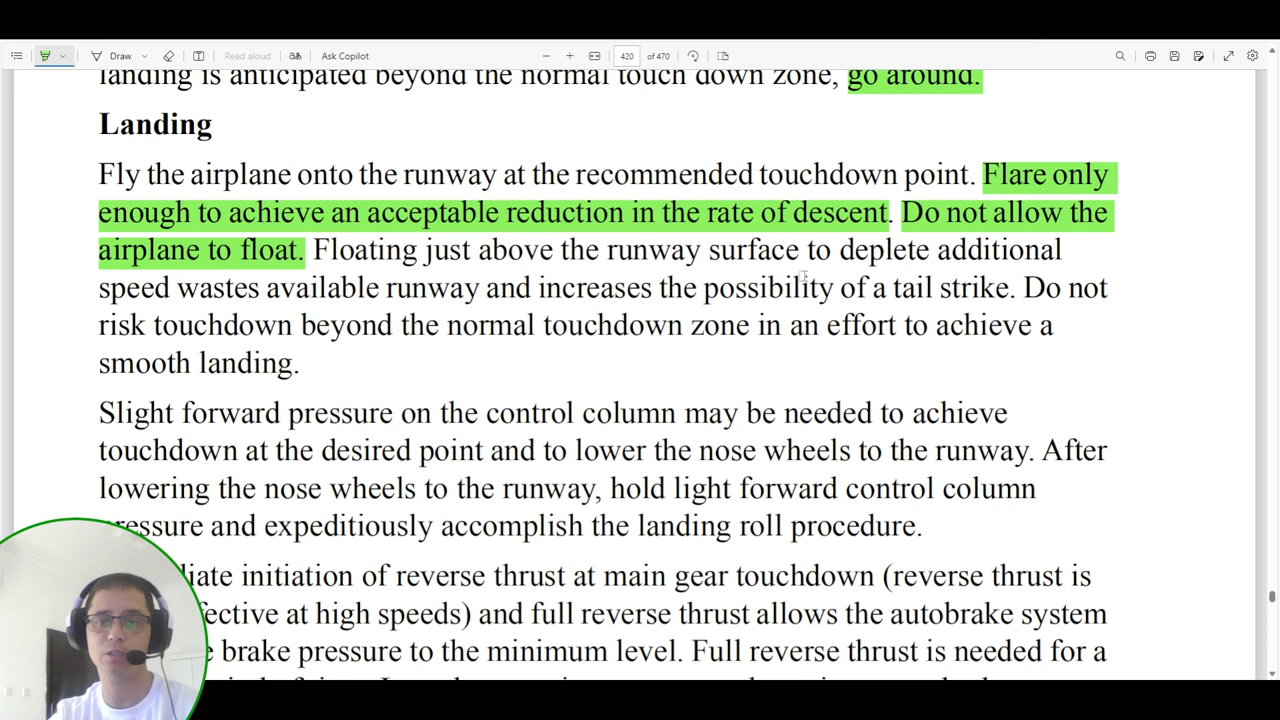 Draw
Read aloud
aあ
Ask Copilot
420 of 470
landing is anticipated beyond the normal touch down zone, go around.
Landing
Fly the airplane onto the runway at the recommended touchdown point. Flare only
enough to achieve an acceptable reduction in the rate of descent. Do not allow the
airplane to float. Floating just above the runway surface to deplete additional
speed wastes available runway and increases the possibility of a tail strike. Do not
risk touchdown beyond the normal touchdown zone in an effort to achieve a
smooth landing.
Slight forward pressure on the control column may be needed to achieve
touchdown at the desired point and to lower the nose wheels to the runway. After
lowering the nose wheels to the runway, hold light forward control column
pressure and expeditiously accomplish the landing roll procedure.
initiation of reverse thrust at main gear touchdown (reverse thrust is
at high speeds) and full reverse thrust allows the autobrake system
brake pressure to the minimum level. Full reverse thrust is needed for a